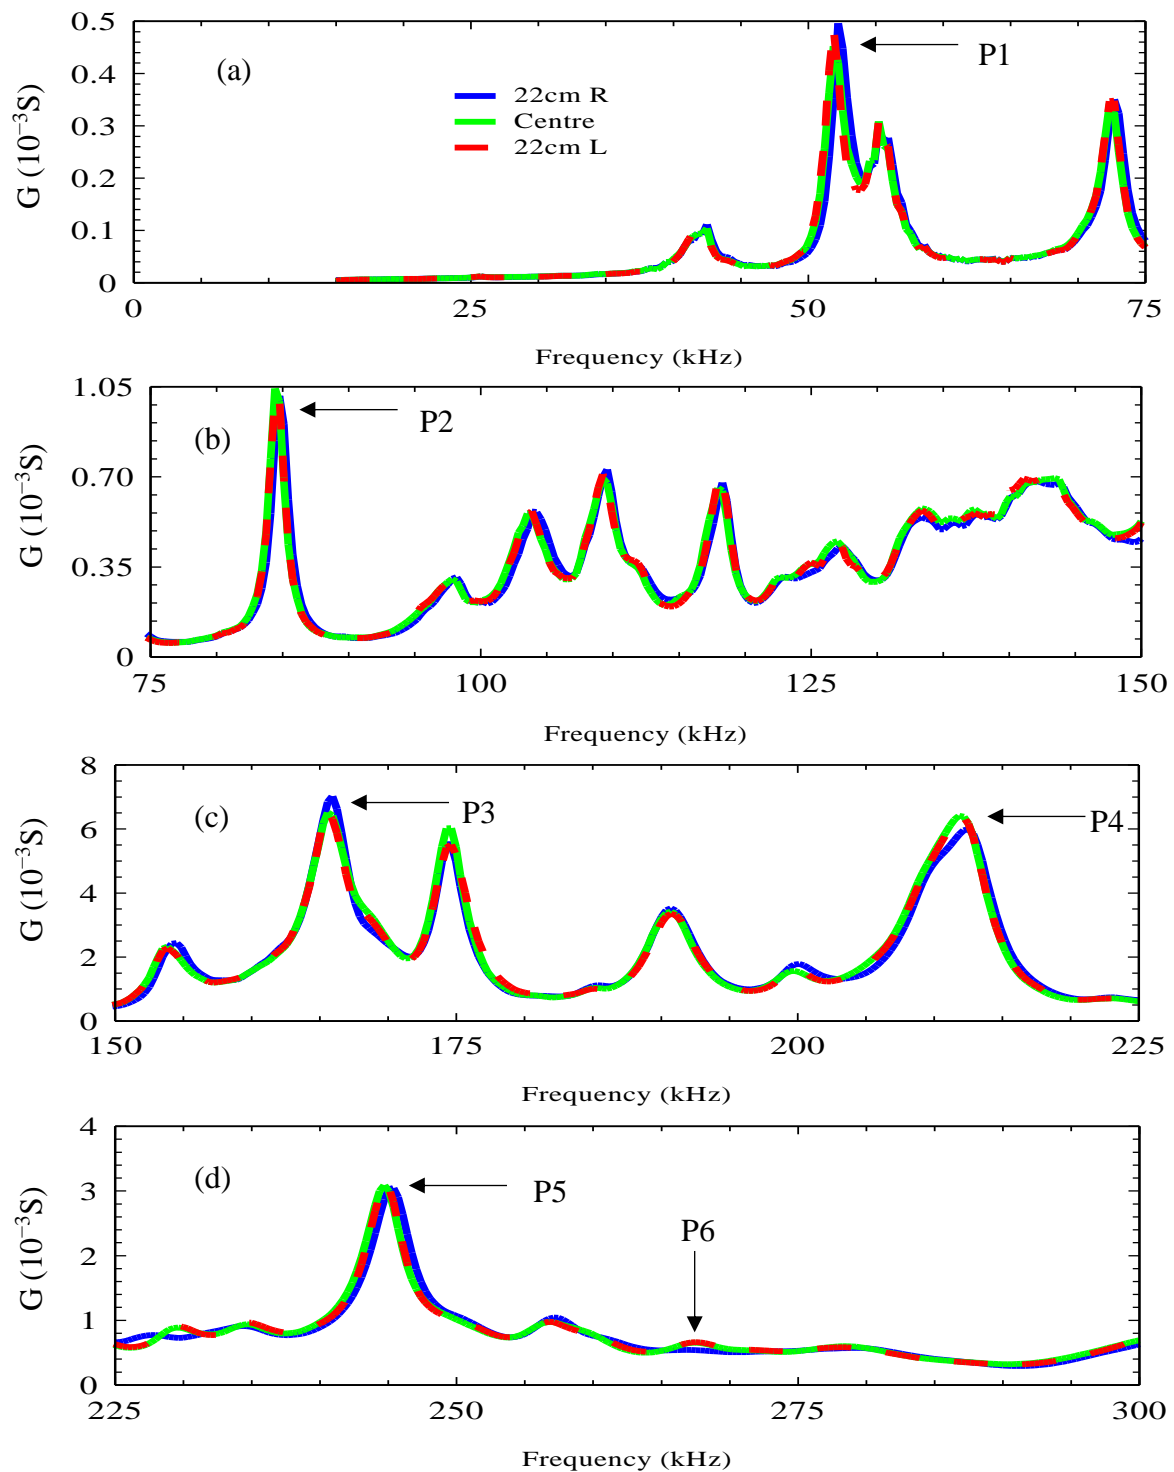 0.5
0.4
0.3
0.2
0.1
0
G (10⁻³S)
(a)
22cm R
Centre
22cm L
P1
0 25 50 75
Frequency (kHz)
1.05
0.70
0.35
0
G (10⁻³S)
(b)
P2
75 100 125 150
Frequency (kHz)
8
6
4
2
0
G (10⁻³S)
(c)
P3
P4
150 175 200 225
Frequency (kHz)
4
3
2
1
0
G (10⁻³S)
(d)
P5
P6
225 250 275 300
Frequency (kHz)